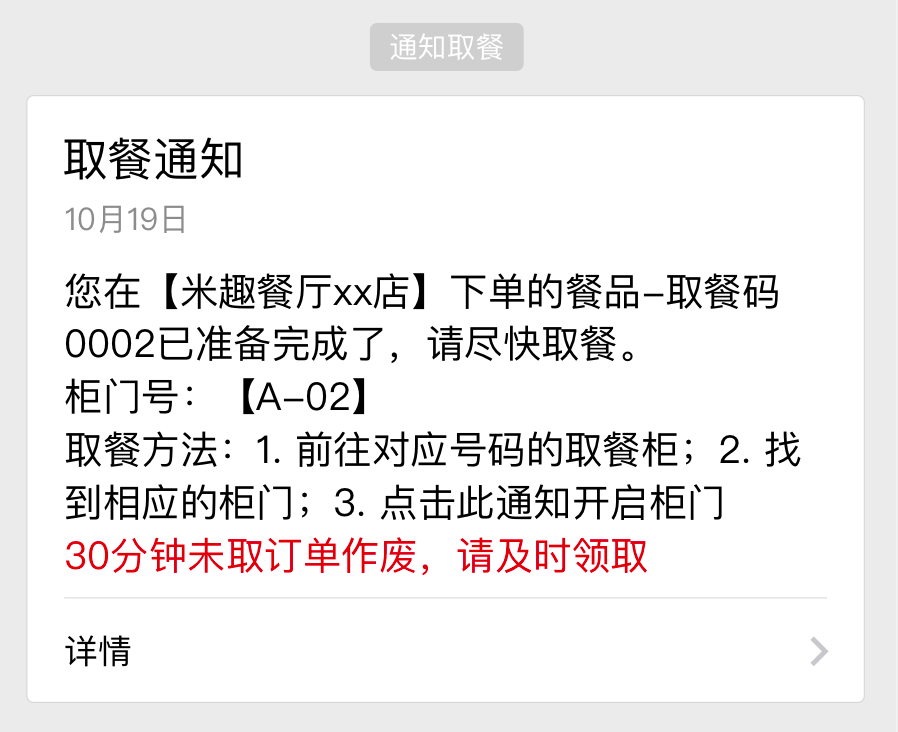 通知取餐
取餐通知
10月19日
您在【米趣餐厅xx店】下单的餐品–取餐码
0002已准备完成了，请尽快取餐。
柜门号：【A–02】
取餐方法：1. 前往对应号码的取餐柜；2. 找
到相应的柜门；3. 点击此通知开启柜门
30分钟未取订单作废，请及时领取
详情